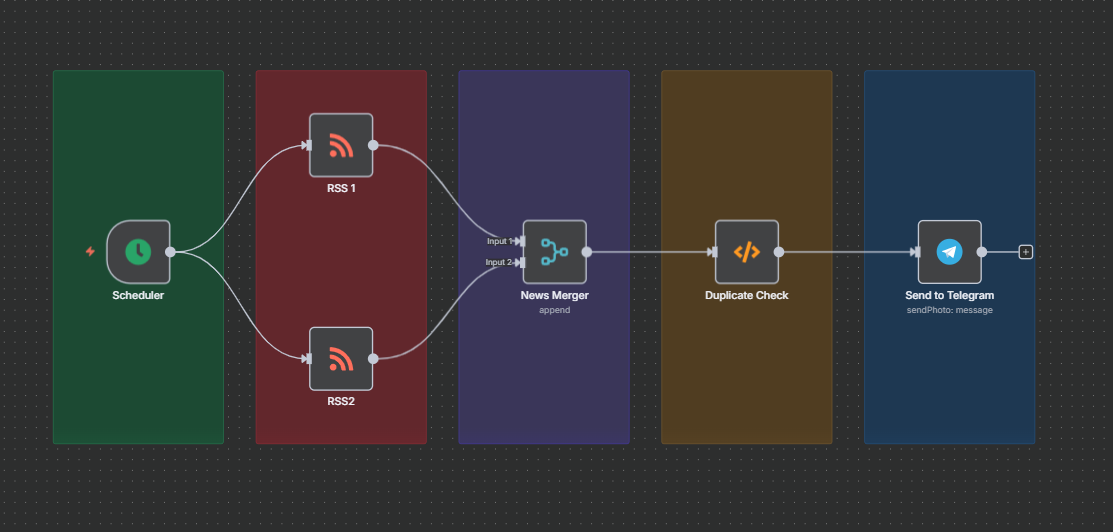 RSS 1
Input 1
Input 2
Scheduler
News Merger
append
Duplicate Check
Send to Telegram
sendPhoto: message
RSS2